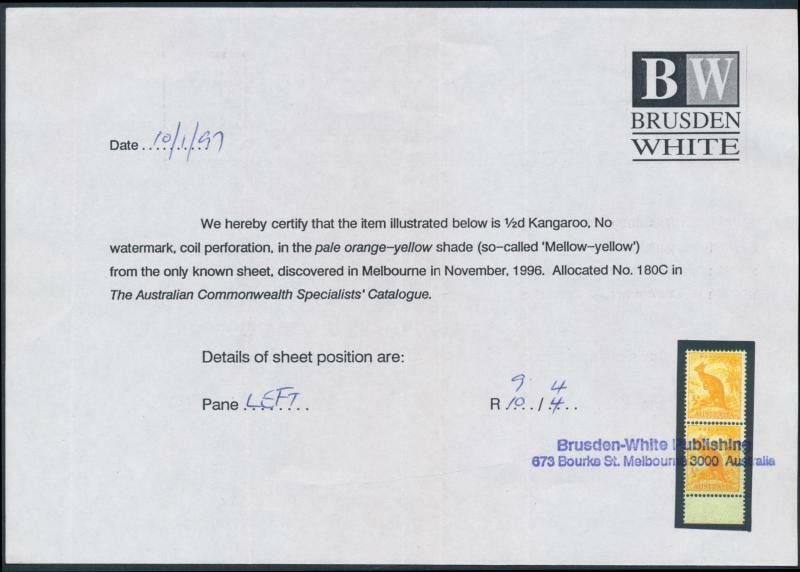 BW
BRUSDEN
WHITE
Date 10/1/97
We hereby certify that the item illustrated below is ½d Kangaroo, No
watermark, coil perforation, in the pale orange–yellow shade (so–called 'Mellow–yellow')
from the only known sheet, discovered in Melbourne in November, 1996. Allocated No. 180C in
The Australian Commonwealth Specialists' Catalogue.
Details of sheet position are:
9 4
Pane LEFT R 10 / 4
AUSTRALIA
Brusden-White Publishing
673 Bourke St. Melbourne 3000 Australia
AUSTRALIA